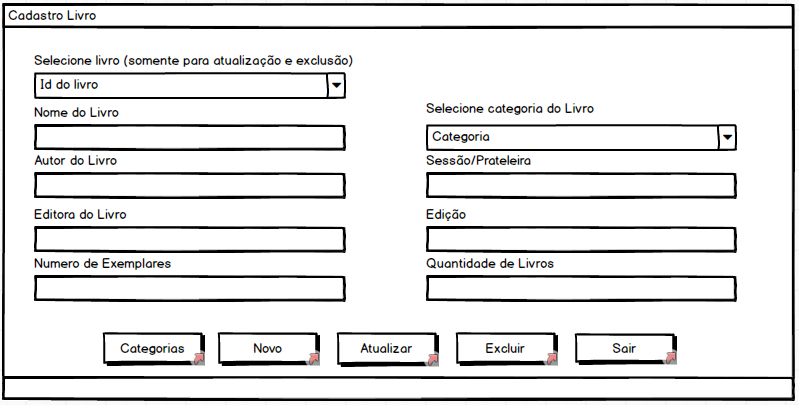 Cadastro Livro
Selecione livro (somente para atualização e exclusão)
Id do livro
Nome do Livro
Selecione categoria do Livro
Categoria
Autor do Livro
Sessão/Prateleira
Editora do Livro
Edição
Numero de Exemplares
Quantidade de Livros
Categorias
Novo
Atualizar
Excluir
Sair